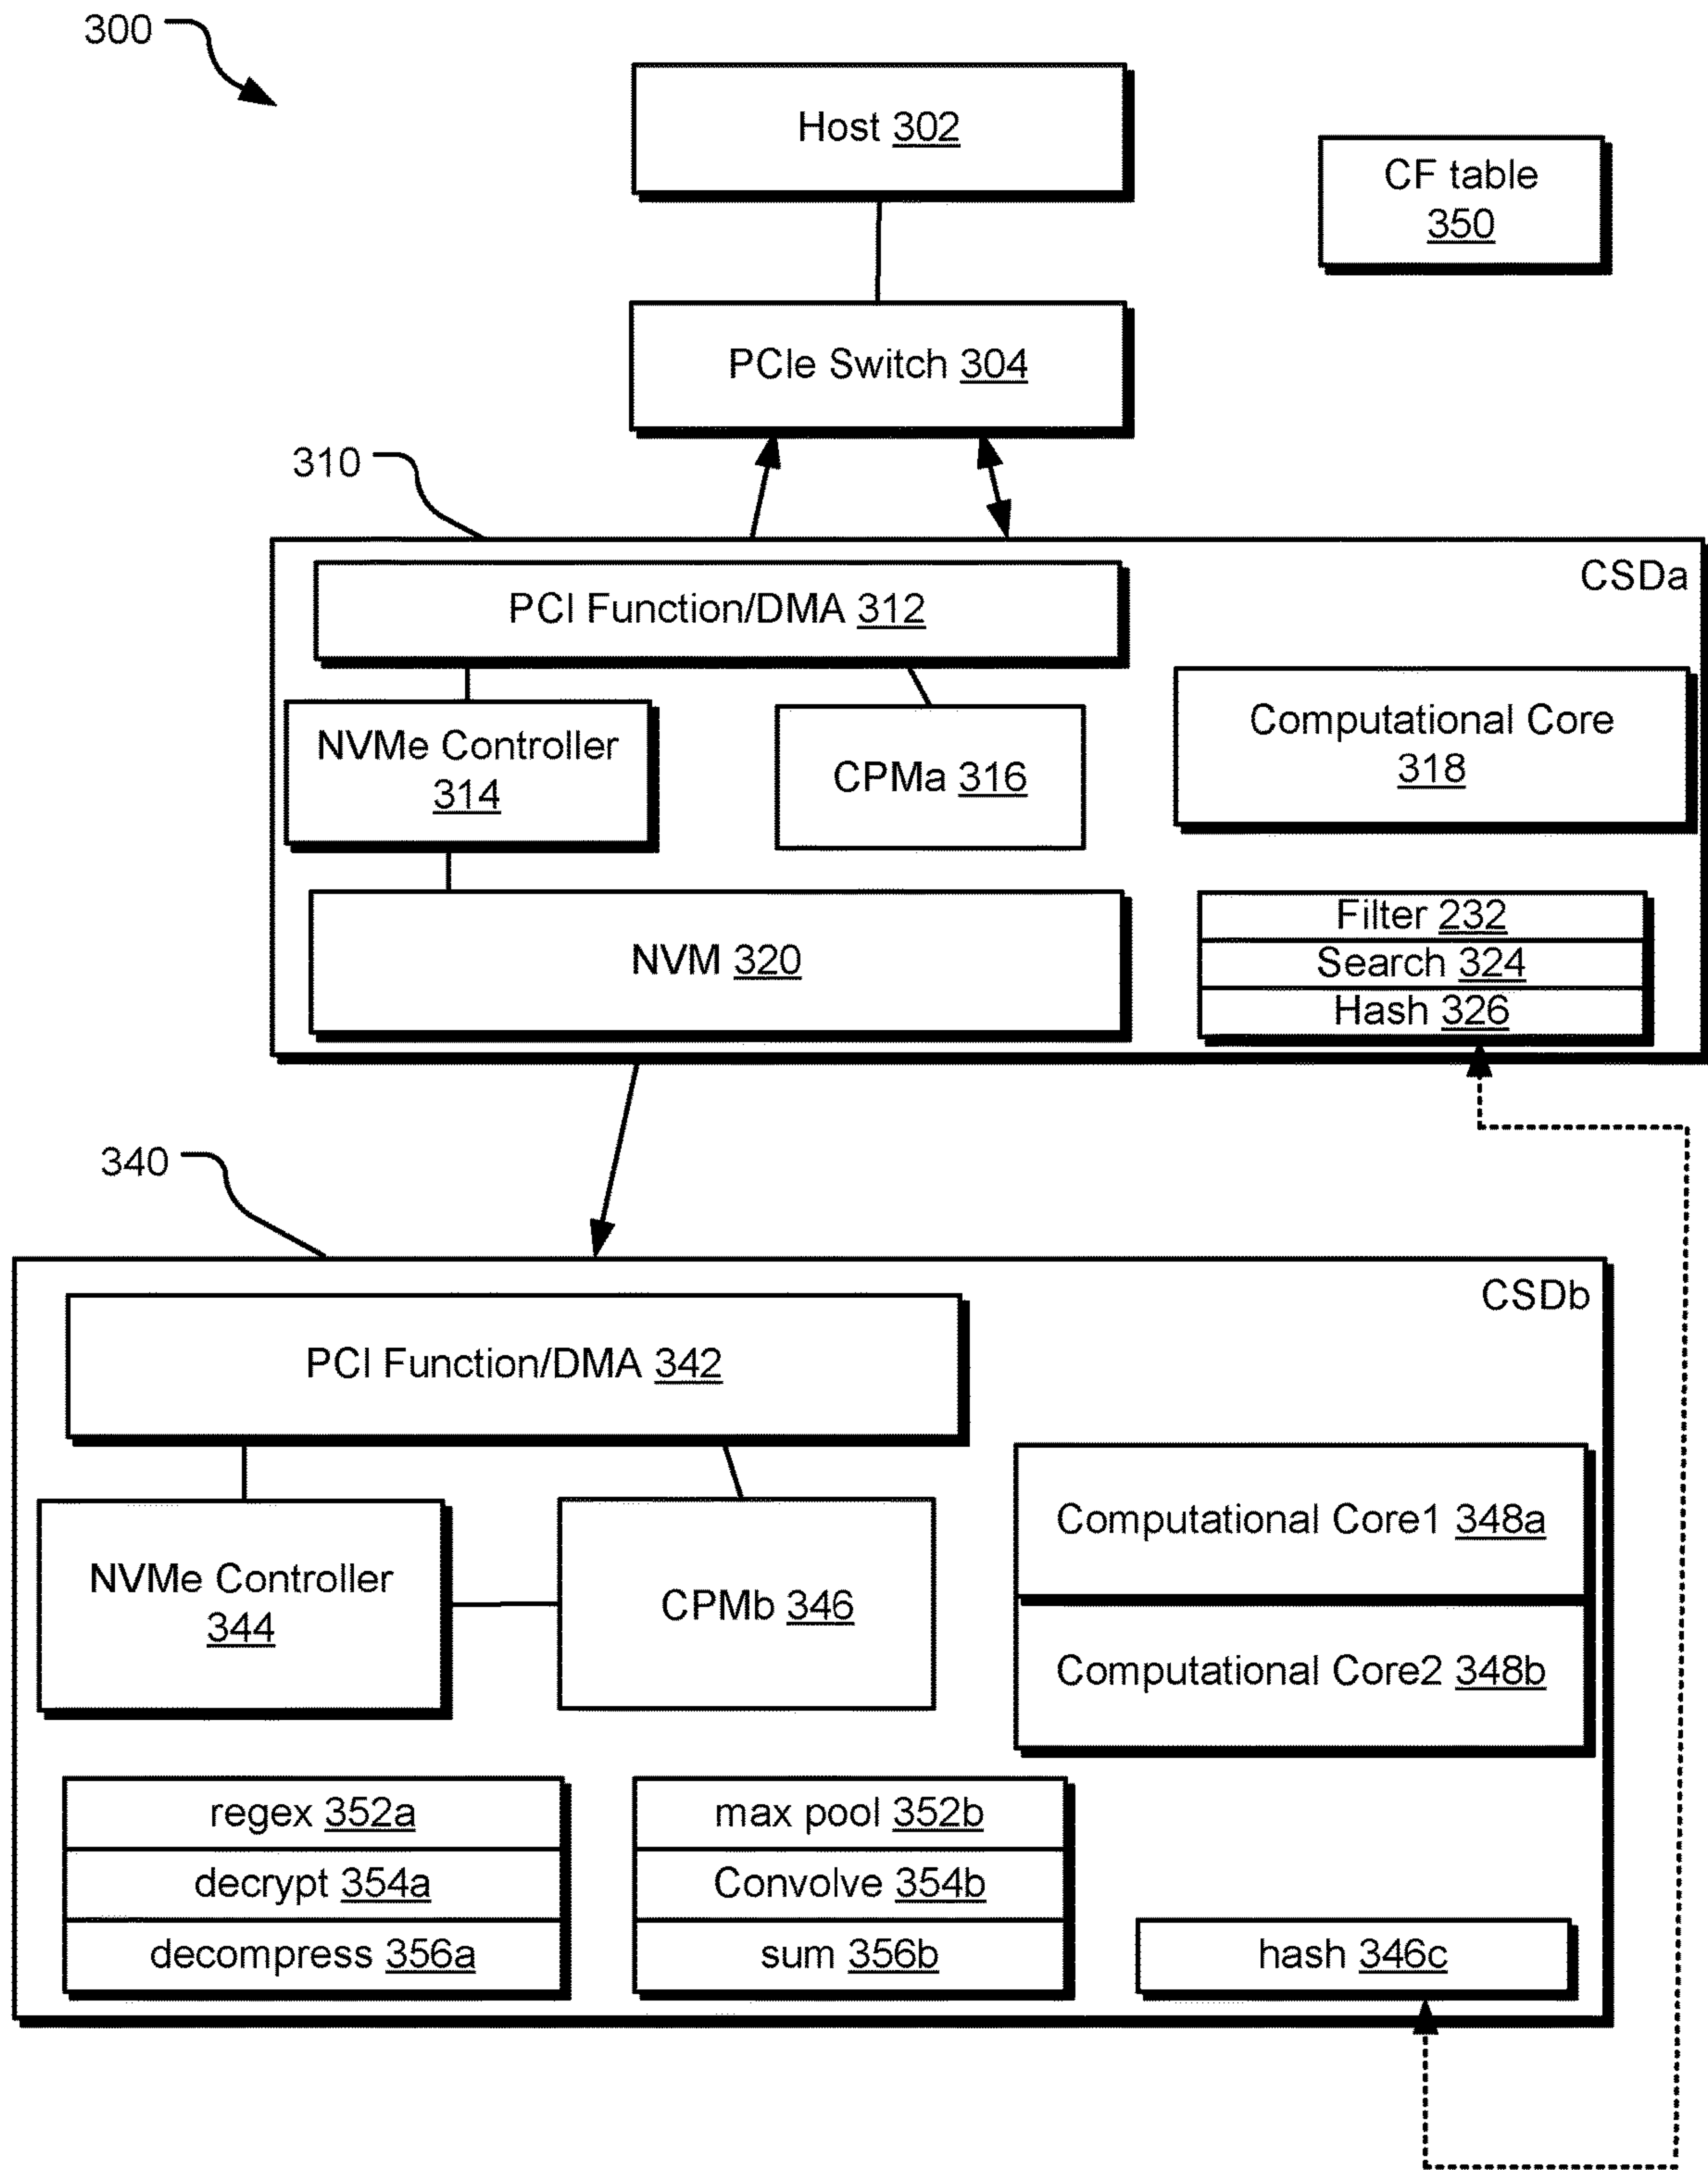 300
Host 302
CF table
350
PCIe Switch 304
310
CSDa
PCI Function/DMA 312
NVMe Controller
314
CPMa 316
Computational Core
318
NVM 320
Filter 232
Search 324
Hash 326
340
CSDb
PCI Function/DMA 342
NVMe Controller
344
CPMb 346
Computational Core1 348a
Computational Core2 348b
regex 352a
decrypt 354a
decompress 356a
max pool 352b
Convolve 354b
sum 356b
hash 346c